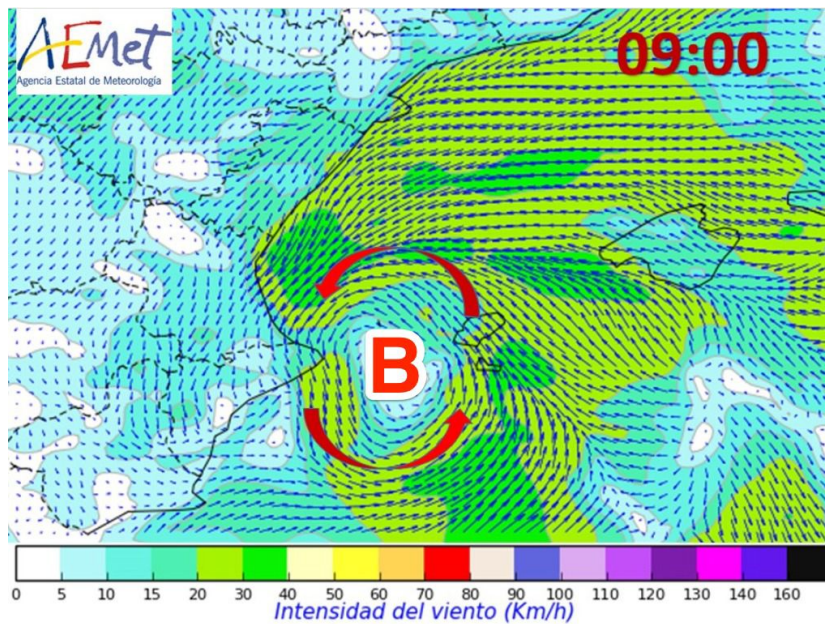 AEMet
Agencia Estatal de Meteorología
09:00
B
0 5 10 15 20 30 40 50 60 70 80 90 100 110 120 130 140 160
Intensidad del viento (Km/h)